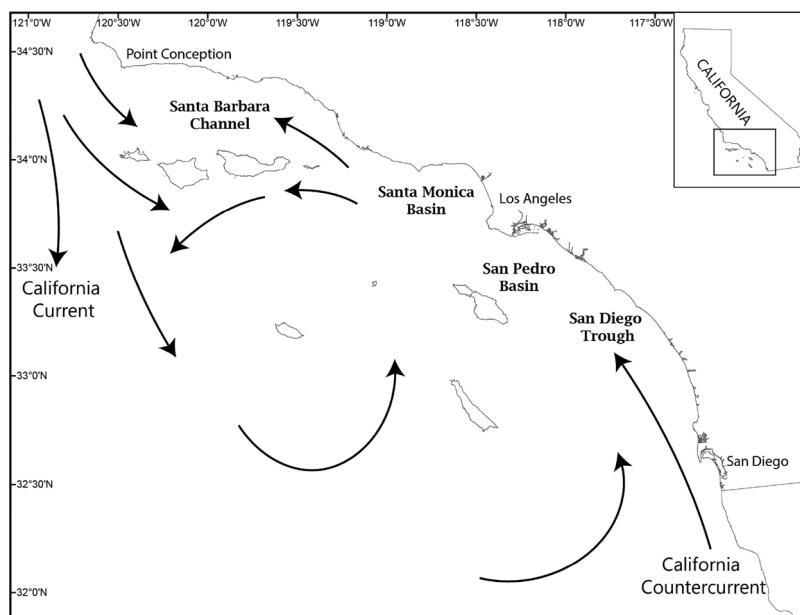 121°0'W 120°30'W 120°0'W 119°30'W 119°0'W 118°30'W 118°0'W 117°30'W
34°30'N
34°0'N
33°30'N
33°0'N
32°30'N
32°0'N
Point Conception
Santa Barbara
Channel
Santa Monica
Basin
Los Angeles
San Pedro
Basin
San Diego
Trough
California
Current
San Diego
California
Countercurrent
CALIFORNIA